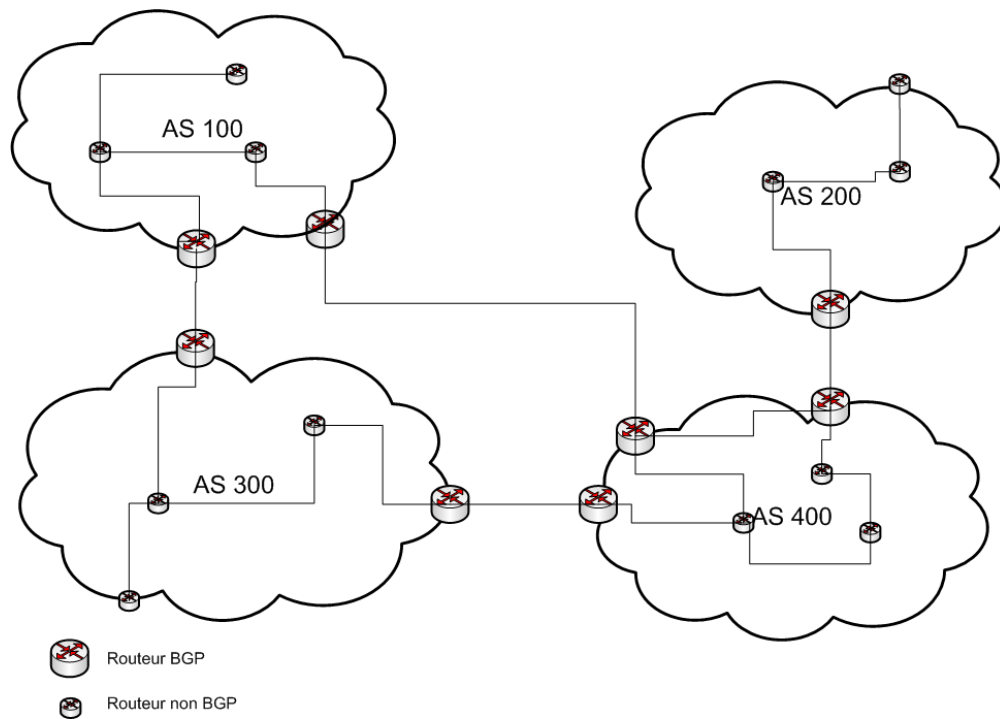 AS 100
AS 200
AS 300
AS 400
Routeur BGP
Routeur non BGP